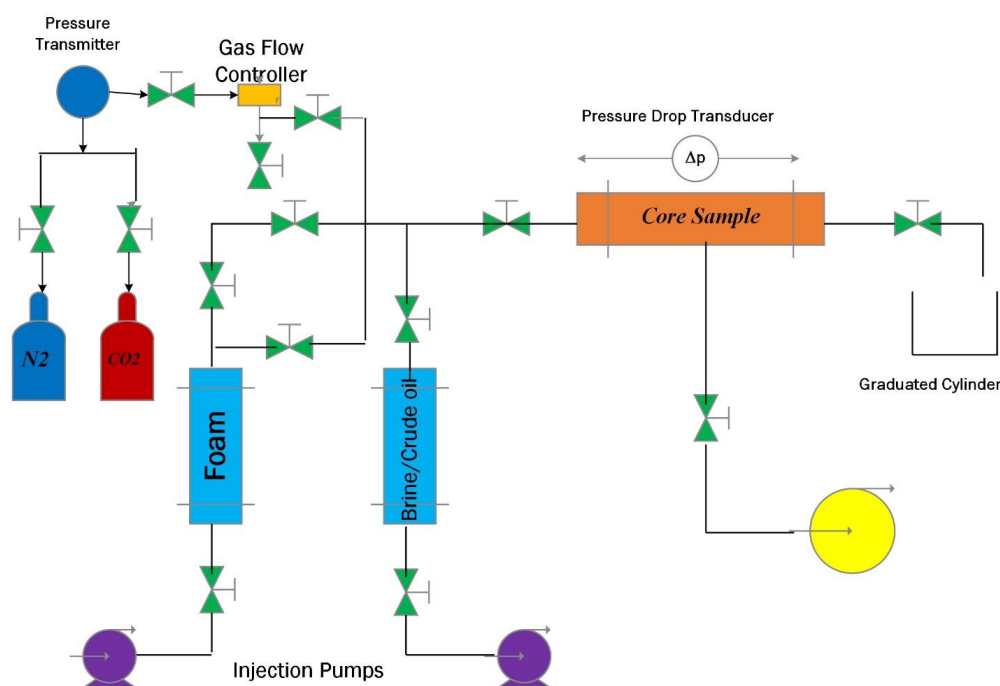 Pressure
Transmitter
Gas Flow
Controller
F
Pressure Drop Transducer
Δp
Core Sample
N2
CO2
Foam
Brine/Crude oil
Graduated Cylinder
Injection Pumps